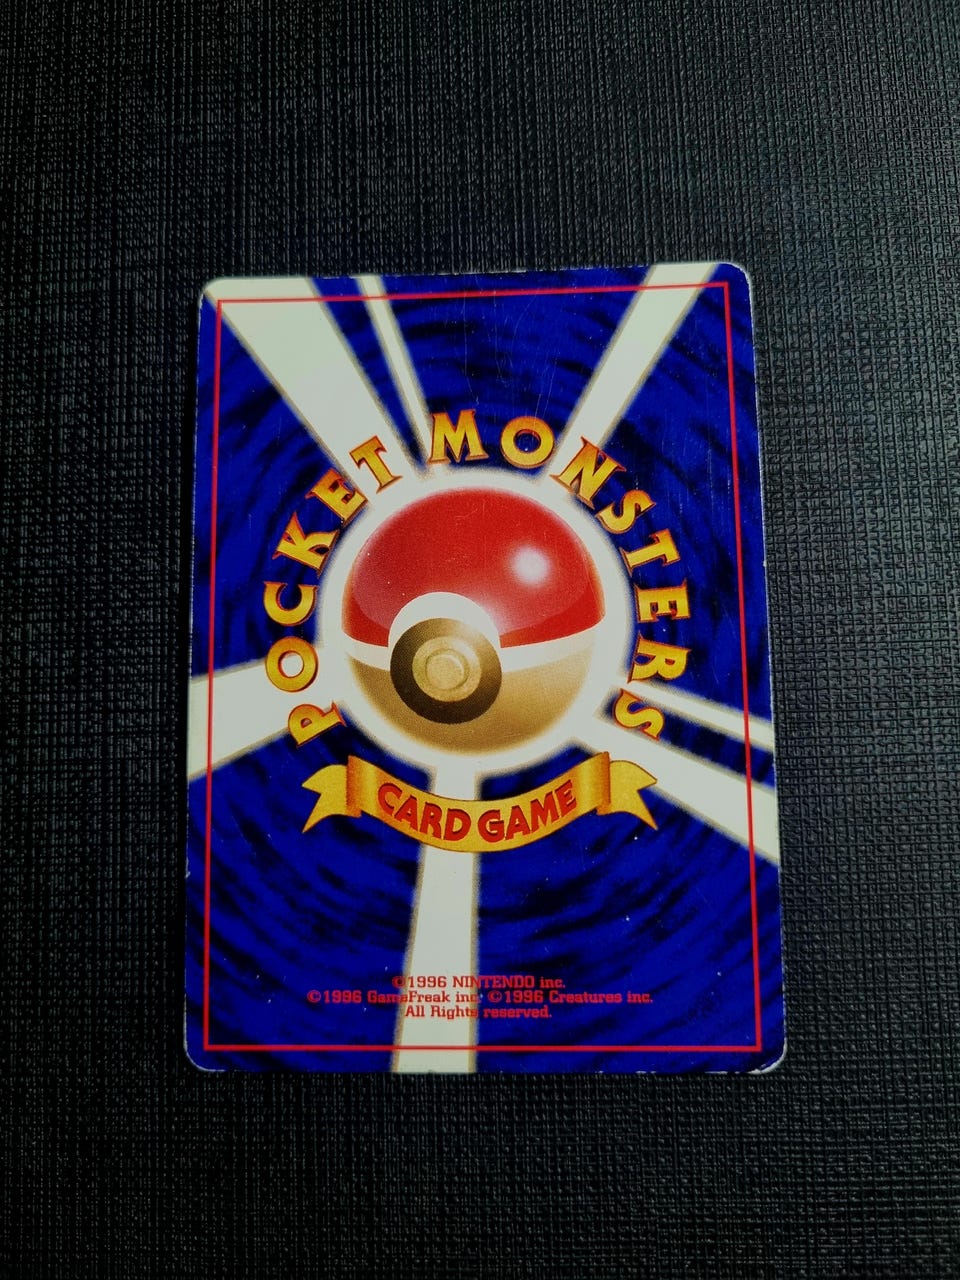 POCKET MONSTERS
CARD GAME
©1996 NINTENDO inc.
©1996 GameFreak inc. ©1996 Creatures inc.
All Rights reserved.